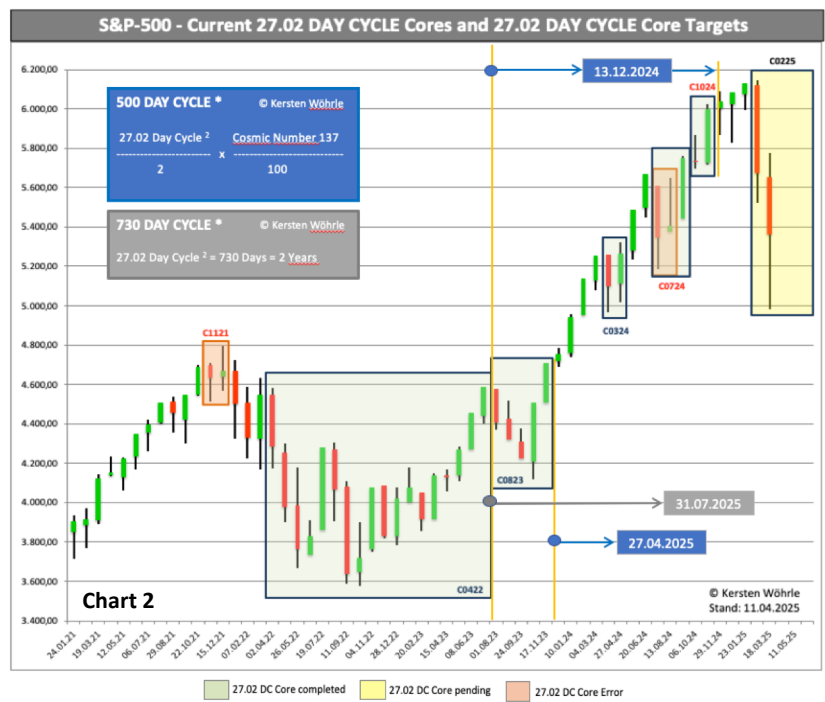 S&P-500 - Current 27.02 DAY CYCLE Cores and 27.02 DAY CYCLE Core Targets
6.200,00
6.000,00
5.800,00
5.600,00
5.400,00
5.200,00
5.000,00
4.800,00
4.600,00
4.400,00
4.200,00
4.000,00
3.800,00
3.600,00
3.400,00
500 DAY CYCLE * © Kersten Wöhrle
27.02 Day Cycle ² Cosmic Number 137
---------------------- x --------------------------
2 100
730 DAY CYCLE * © Kersten Wöhrle
27.02 Day Cycle ² = 730 Days = 2 Years
13.12.2024
C0225
C1024
C0724
C0324
C1121
C0823
C0422
31.07.2025
27.04.2025
Chart 2
© Kersten Wöhrle
Stand: 11.04.2025
24.01.21
19.03.21
12.05.21
06.07.21
29.08.21
22.10.21
15.12.21
07.02.22
02.04.22
26.05.22
19.07.22
11.09.22
04.11.22
28.12.22
20.02.23
15.04.23
08.06.23
01.08.23
24.09.23
17.11.23
10.01.24
04.03.24
27.04.24
20.06.24
13.08.24
06.10.24
29.11.24
23.01.25
18.03.25
11.05.25
27.02 DC Core completed
27.02 DC Core pending
27.02 DC Core Error